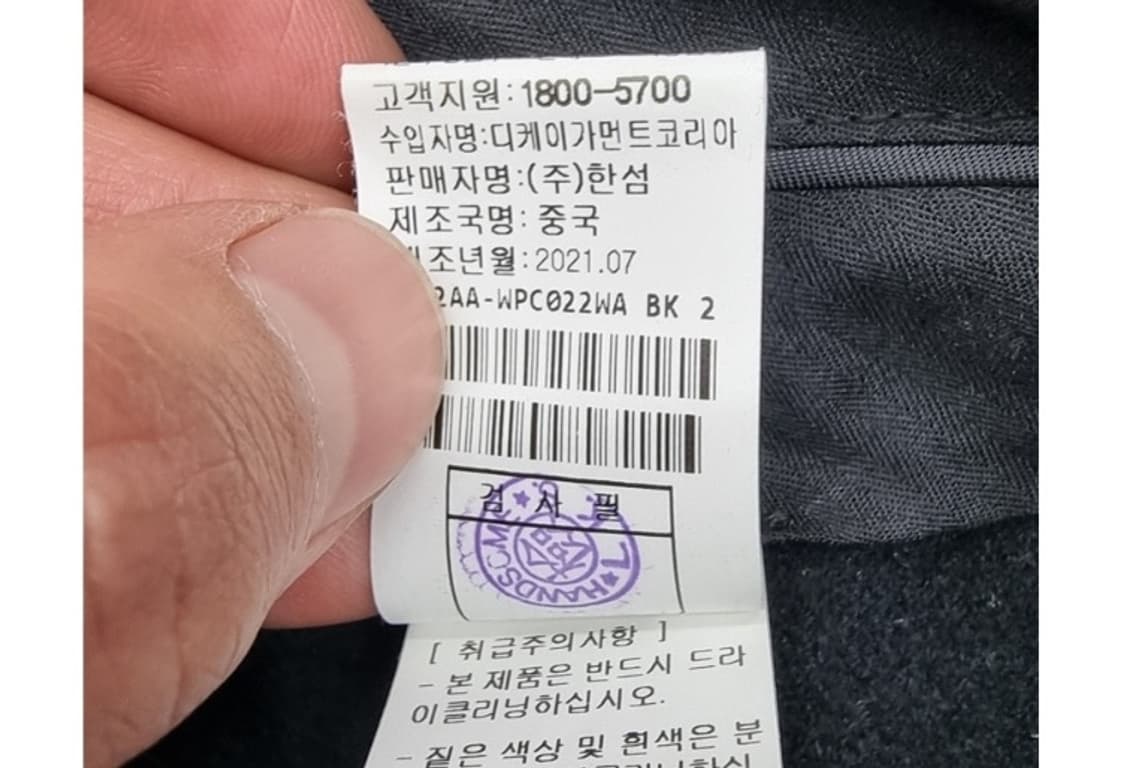 고객지원:1800-5700
수입자명:디케이가먼트코리아
판매자명:(주)한섬
제조국명: 중국
조년월:2021.07
2AA-WPC022WA BK 2
검 사 필
HANDSOME
[ 취급주의사항 ]
- 본 제품은 반드시 드라
이클리닝하십시오.
- 짙은 색상 및 흰색은 분